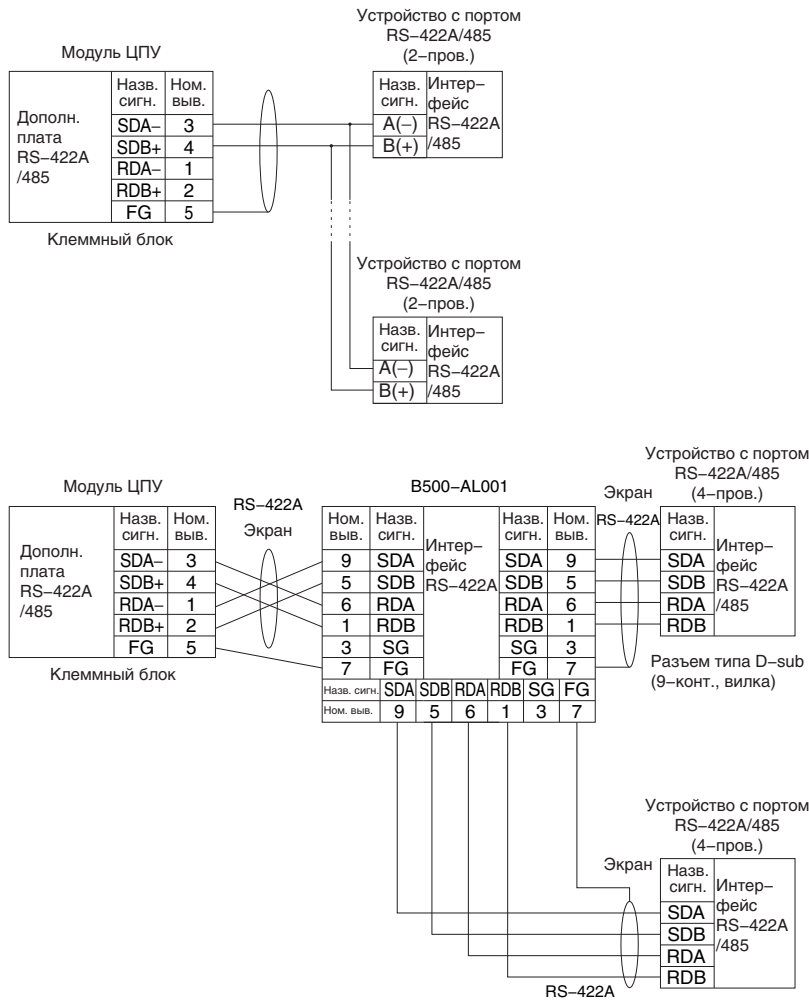 Устройство с портом
RS–422A/485
(2–пров.)
Модуль ЦПУ
Дополн.
плата
RS–422A
/485
Назв.
сигн.
Ном.
выв.
SDA– 3
SDB+ 4
RDA– 1
RDB+ 2
FG 5
Клеммный блок
Назв.
сигн.
Интер–
фейс
RS–422A
/485
A(–)
B(+)
Устройство с портом
RS–422A/485
(2–пров.)
Назв.
сигн.
Интер–
фейс
RS–422A
/485
A(–)
B(+)
Модуль ЦПУ
Дополн.
плата
RS–422A
/485
Назв.
сигн.
Ном.
выв.
SDA– 3
SDB+ 4
RDA– 1
RDB+ 2
FG 5
Клеммный блок
RS–422A
Экран
B500–AL001
Ном.
выв.
Назв.
сигн.
9 SDA
5 SDB
6 RDA
1 RDB
3 SG
7 FG
Интер–
фейс
RS–422A
Назв.
сигн.
Ном.
выв.
SDA 9
SDB 5
RDA 6
RDB 1
SG 3
FG 7
Назв. сигн. SDA SDB RDA RDB SG FG
Ном. выв. 9 5 6 1 3 7
Экран
RS–422A
Устройство с портом
RS–422A/485
(4–пров.)
Назв.
сигн.
SDA
SDB
RDA
RDB
Интер–
фейс
RS–422A
/485
Разъем типа D–sub
(9–конт., вилка)
Устройство с портом
RS–422A/485
(4–пров.)
Экран
Назв.
сигн.
SDA
SDB
RDA
RDB
Интер–
фейс
RS–422A
/485
RS–422A